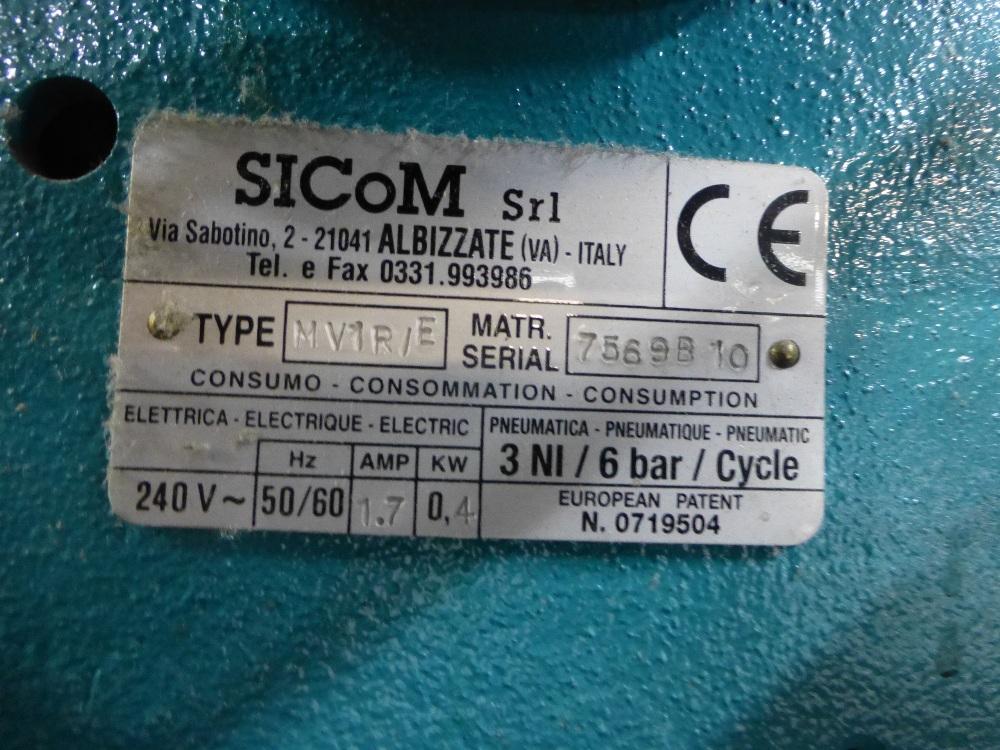 SICoM Srl
Via Sabotino, 2 - 21041 ALBIZZATE (VA) - ITALY
Tel. e Fax 0331.993986
CE
TYPE MV1R/E MATR. SERIAL 7569B 10
CONSUMO - CONSOMMATION - CONSUMPTION
ELETTRICA - ELECTRIQUE - ELECTRIC
Hz AMP KW
240 V ~ 50/60 1.7 0,4
PNEUMATICA - PNEUMATIQUE - PNEUMATIC
3 Nl / 6 bar / Cycle
EUROPEAN PATENT
N. 0719504